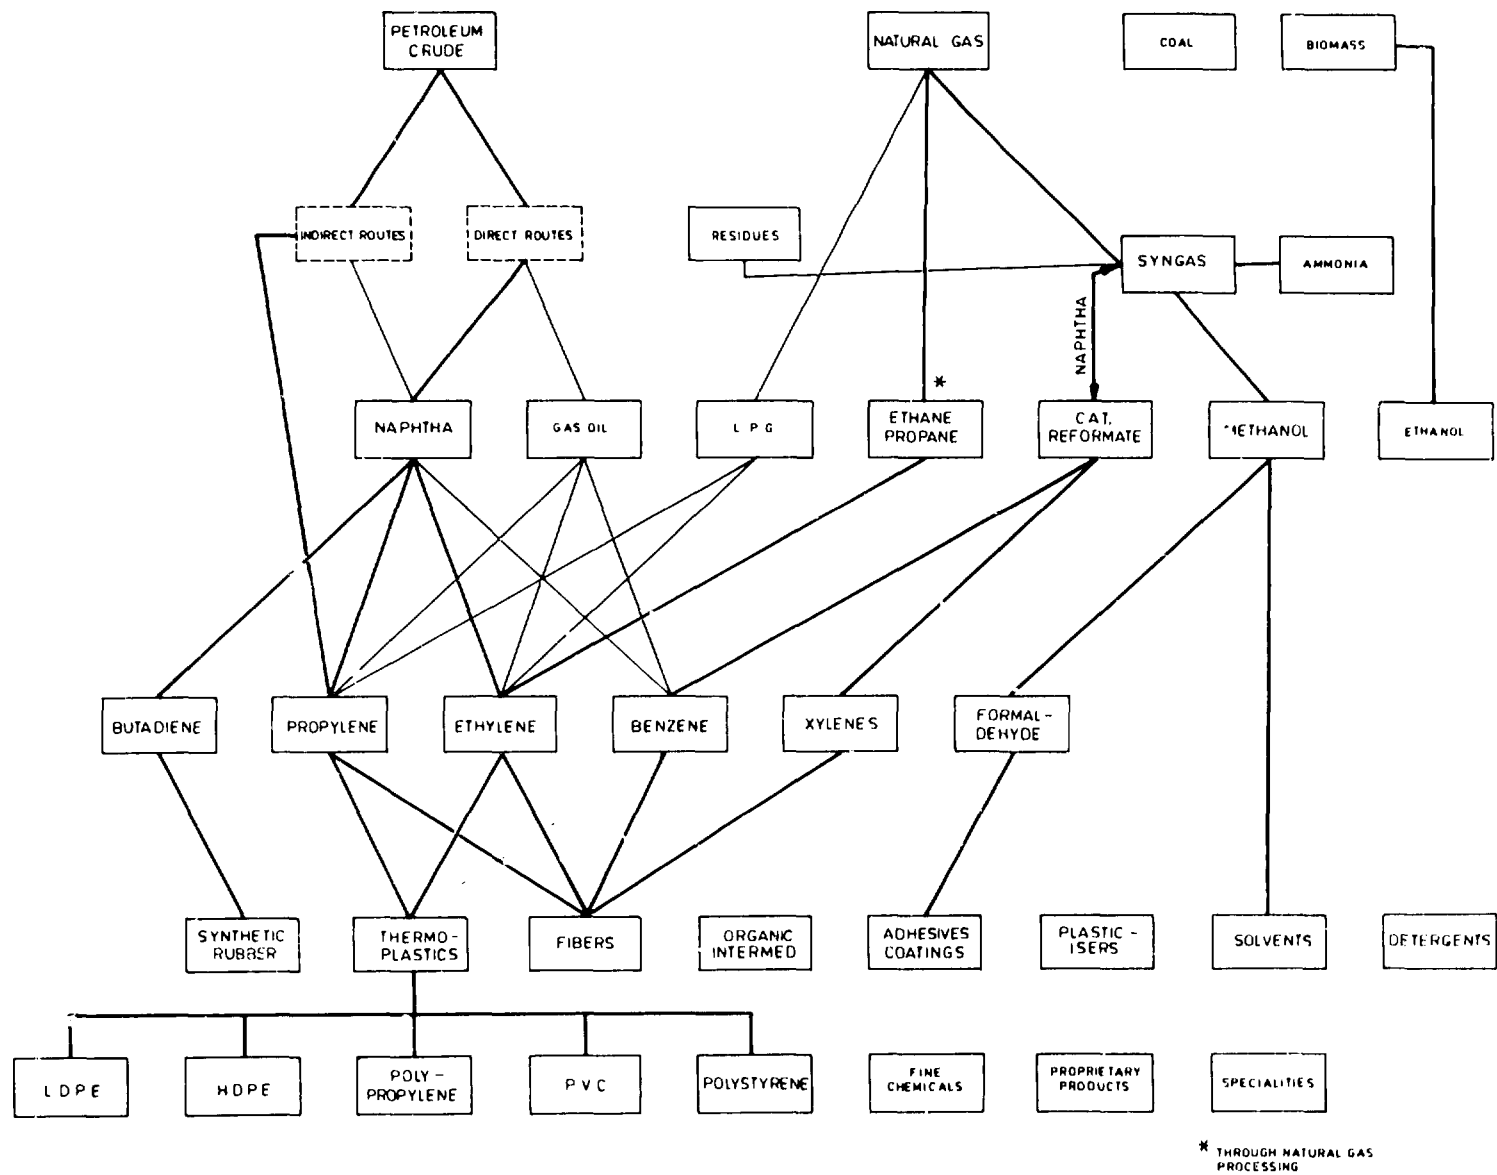 PETROLEUM
CRUDE
NATURAL GAS
COAL
BIOMASS
INDIRECT ROUTES
DIRECT ROUTES
RESIDUES
SYNGAS
AMMONIA
NAPHTHA
*
NAPHTHA
GAS OIL
L P G
ETHANE
PROPANE
CAT.
REFORMATE
METHANOL
ETHANOL
BUTADIENE
PROPYLENE
ETHYLENE
BENZENE
XYLENES
FORMAL-
DEHYDE
SYNTHETIC
RUBBER
THERMO-
PLASTICS
FIBERS
ORGANIC
INTERMED
ADHESIVES
COATINGS
PLASTIC-
ISERS
SOLVENTS
DETERGENTS
LDPE
HDPE
POLY-
PROPYLENE
PVC
POLYSTYRENE
FINE
CHEMICALS
PROPRIETARY
PRODUCTS
SPECIALITIES
* THROUGH NATURAL GAS
PROCESSING